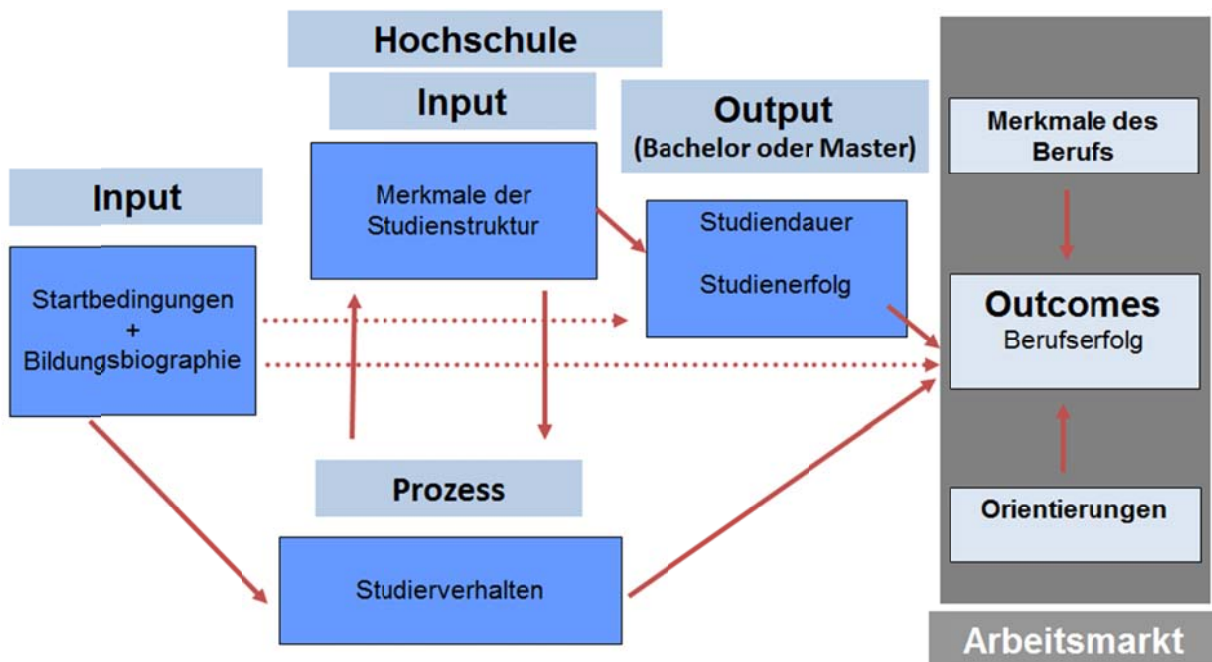 Hochschule
Input
Output
(Bachelor oder Master)
Input
Merkmale der
Studienstruktur
Studiendauer
Studienerfolg
Startbedingungen
+
Bildungsbiographie
Prozess
Studierverhalten
Merkmale des
Berufs
Outcomes
Berufserfolg
Orientierungen
Arbeitsmarkt